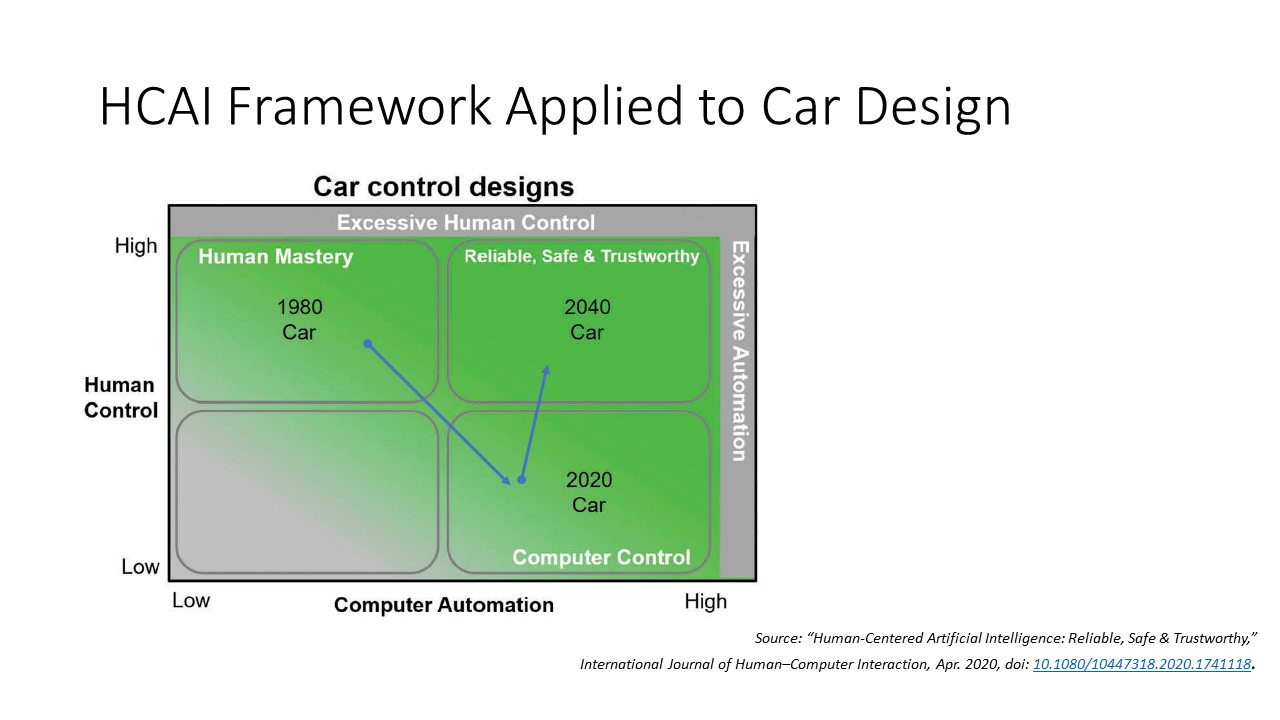 HCAI Framework Applied to Car Design
Car control designs
Excessive Human Control
High
Human Mastery
Reliable, Safe & Trustworthy
1980
Car
2040
Car
Excessive Automation
Human
Control
2020
Car
Computer Control
Low
Low
Computer Automation
High
Source: “Human-Centered Artificial Intelligence: Reliable, Safe & Trustworthy,”
International Journal of Human–Computer Interaction, Apr. 2020, doi: 10.1080/10447318.2020.1741118.